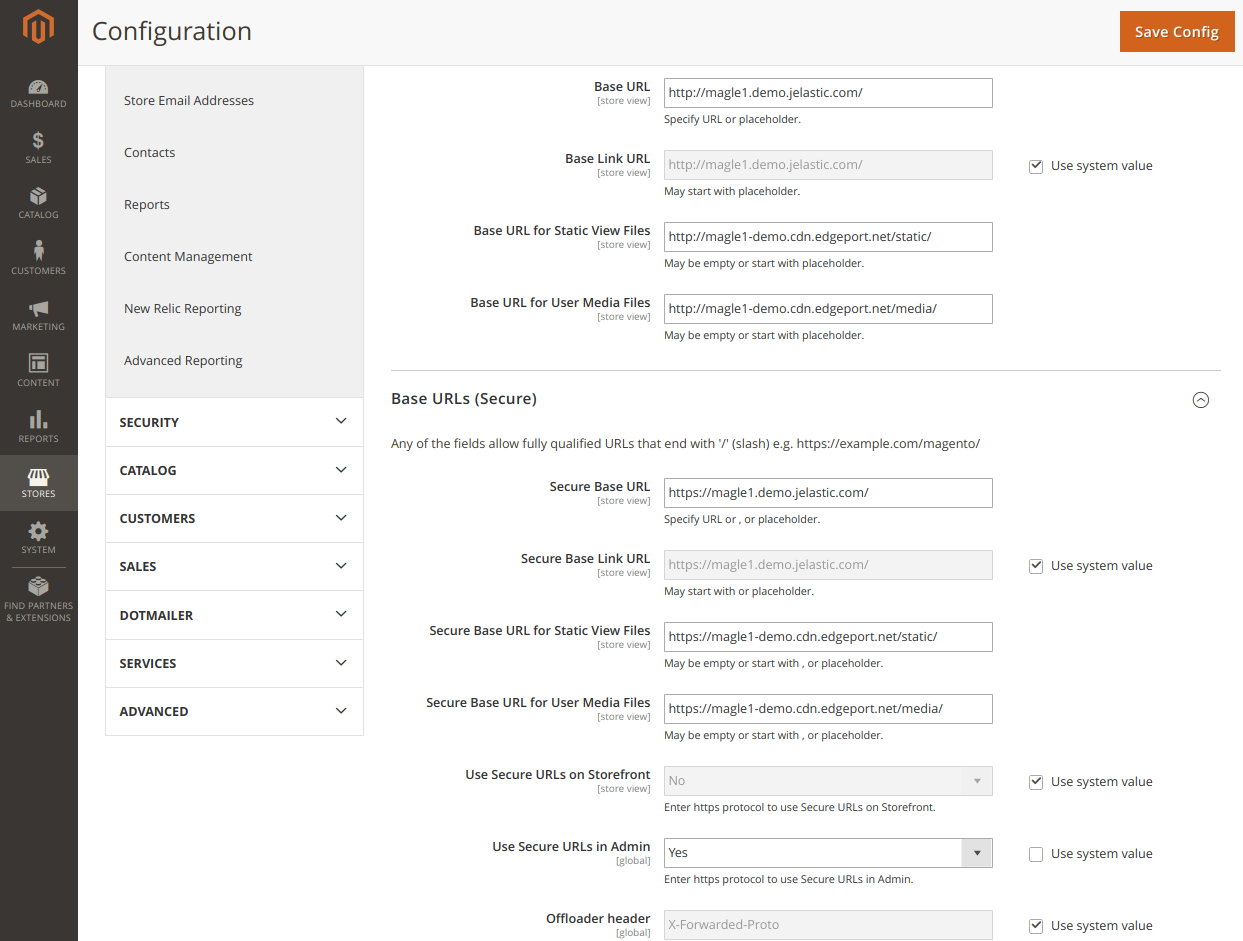 Configuration
Save Config
DASHBOARD
SALES
CATALOG
CUSTOMERS
MARKETING
CONTENT
REPORTS
STORES
SYSTEM
FIND PARTNERS
& EXTENSIONS
Store Email Addresses
Contacts
Reports
Content Management
New Relic Reporting
Advanced Reporting
SECURITY
CATALOG
CUSTOMERS
SALES
DOTMAILER
SERVICES
ADVANCED
Base URL http://magle1.demo.jelastic.com/
[store view]
Specify URL or placeholder.
Base Link URL http://magle1.demo.jelastic.com/ Use system value
[store view]
May start with placeholder.
Base URL for Static View Files http://magle1-demo.cdn.edgeport.net/static/
[store view]
May be empty or start with placeholder.
Base URL for User Media Files http://magle1-demo.cdn.edgeport.net/media/
[store view]
May be empty or start with placeholder.
Base URLs (Secure)
Any of the fields allow fully qualified URLs that end with '/' (slash) e.g. https://example.com/magento/
Secure Base URL https://magle1.demo.jelastic.com/
[store view]
Specify URL or , or placeholder.
Secure Base Link URL https://magle1.demo.jelastic.com/ Use system value
[store view]
May start with or placeholder.
Secure Base URL for Static View Files https://magle1-demo.cdn.edgeport.net/static/
[store view]
May be empty or start with , or placeholder.
Secure Base URL for User Media Files https://magle1-demo.cdn.edgeport.net/media/
[store view]
May be empty or start with , or placeholder.
Use Secure URLs on Storefront No Use system value
[store view]
Enter https protocol to use Secure URLs on Storefront.
Use Secure URLs in Admin Yes Use system value
[global]
Enter https protocol to use Secure URLs in Admin.
Offloader header X-Forwarded-Proto Use system value
[global]